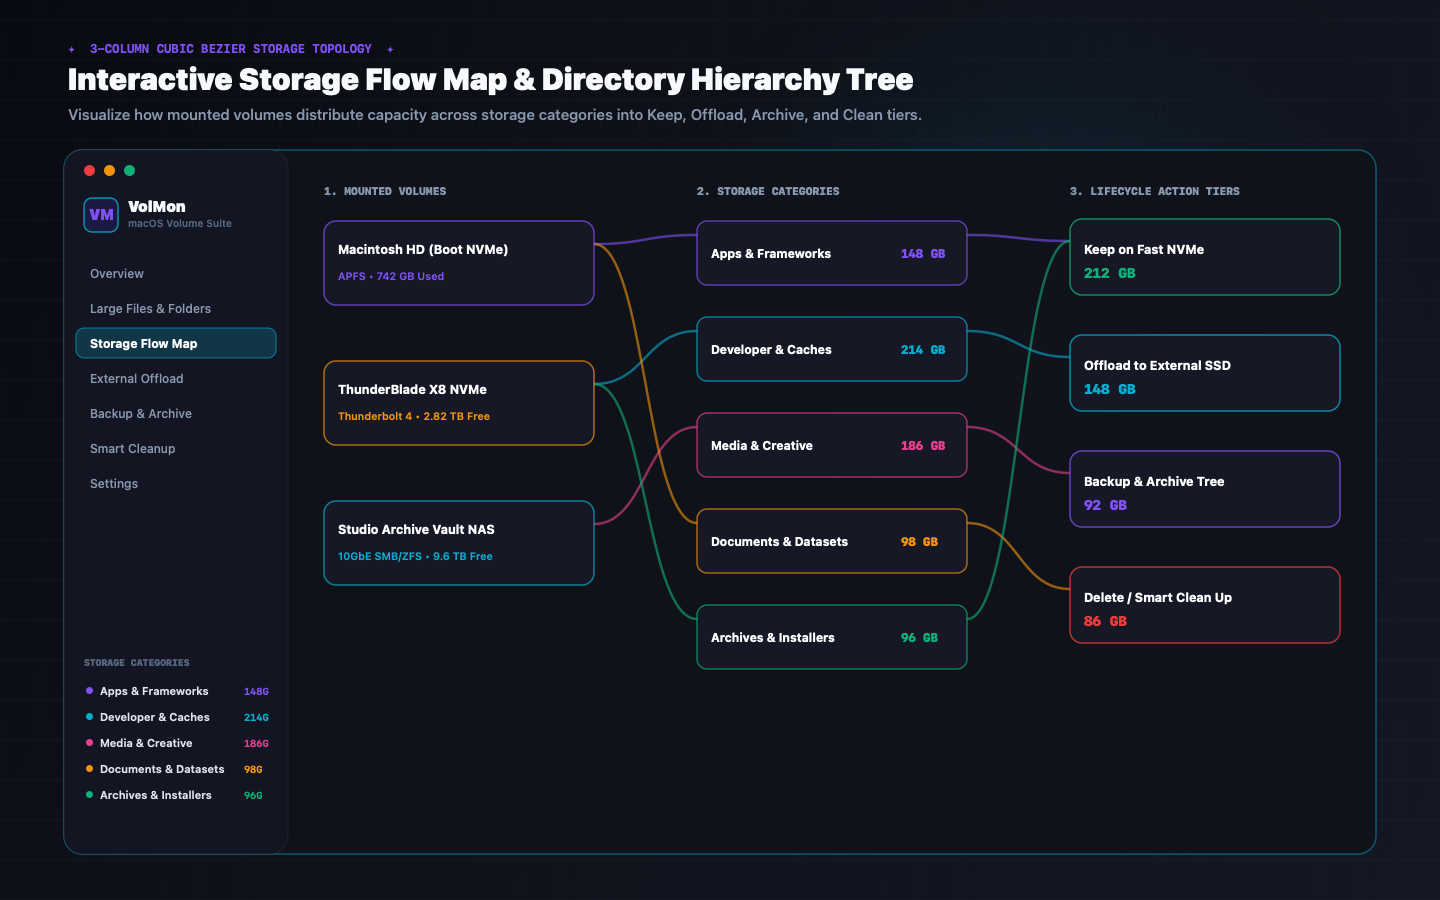 ✦ 3-COLUMN CUBIC BEZIER STORAGE TOPOLOGY ✦
Interactive Storage Flow Map & Directory Hierarchy Tree
Visualize how mounted volumes distribute capacity across storage categories into Keep, Offload, Archive, and Clean tiers.
VM
VolMon
macOS Volume Suite
Overview
Large Files & Folders
Storage Flow Map
External Offload
Backup & Archive
Smart Cleanup
Settings
STORAGE CATEGORIES
Apps & Frameworks 148G
Developer & Caches 214G
Media & Creative 186G
Documents & Datasets 98G
Archives & Installers 96G
1. MOUNTED VOLUMES
Macintosh HD (Boot NVMe)
APFS • 742 GB Used
ThunderBlade X8 NVMe
Thunderbolt 4 • 2.82 TB Free
Studio Archive Vault NAS
10GbE SMB/ZFS • 9.6 TB Free
2. STORAGE CATEGORIES
Apps & Frameworks 148 GB
Developer & Caches 214 GB
Media & Creative 186 GB
Documents & Datasets 98 GB
Archives & Installers 96 GB
3. LIFECYCLE ACTION TIERS
Keep on Fast NVMe
212 GB
Offload to External SSD
148 GB
Backup & Archive Tree
92 GB
Delete / Smart Clean Up
86 GB